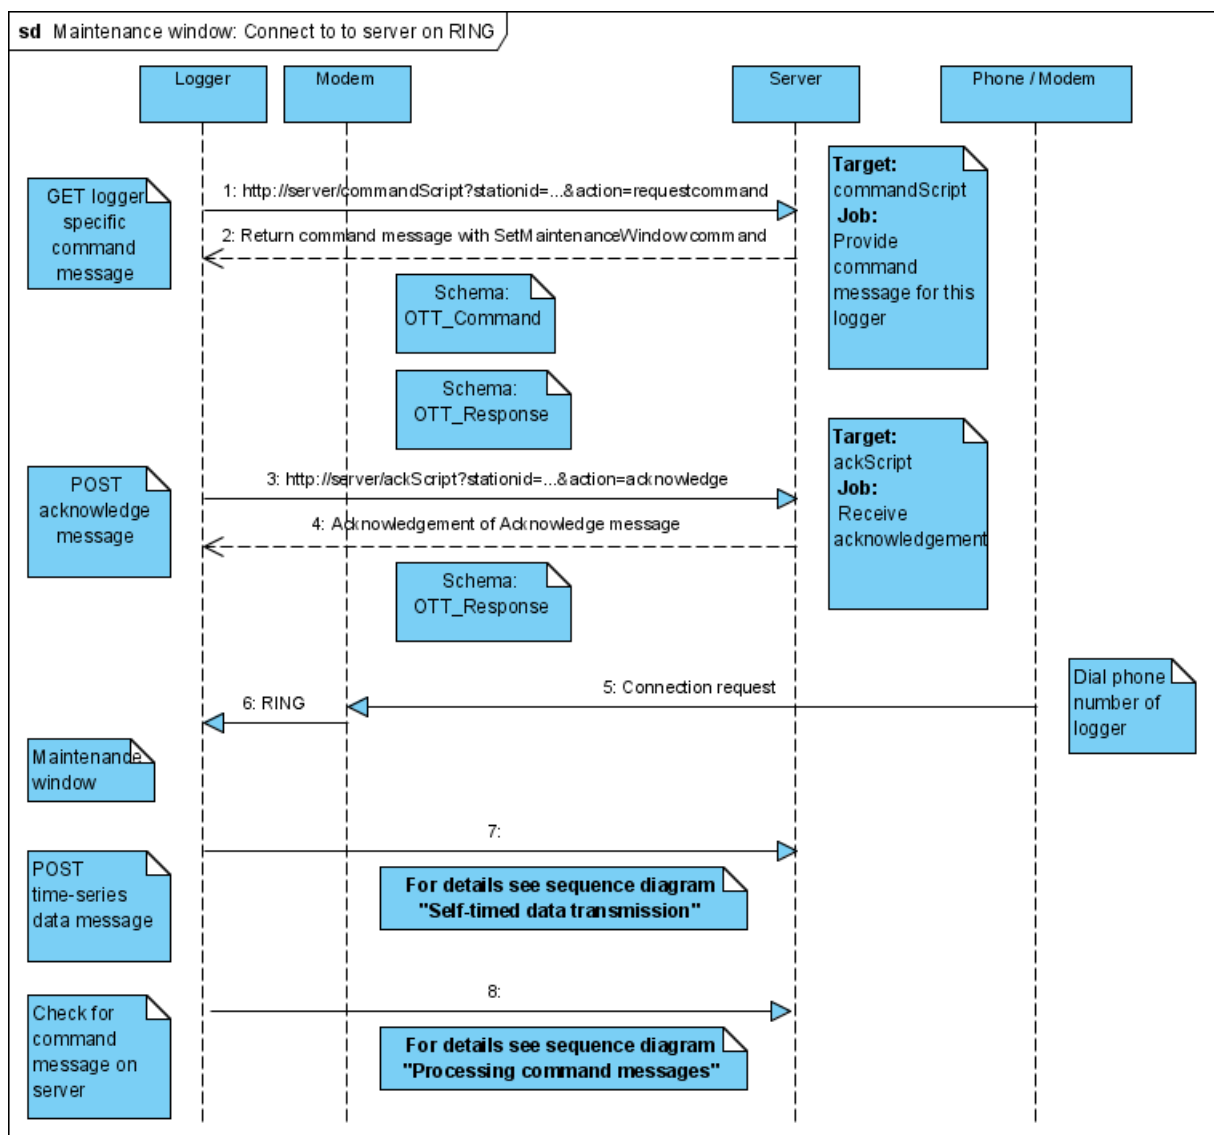 sd Maintenance window: Connect to to server on RING
Logger
Modem
Server
Phone / Modem
GET logger
specific
command
message
1: http://server/commandScript?stationid=...&action=requestcommand
2: Return command message with SetMaintenanceWindow command
Target:
commandScript
Job:
Provide
command
message for this
logger
Schema:
OTT_Command
Schema:
OTT_Response
POST
acknowledge
message
3: http://server/ackScript?stationid=...&action=acknowledge
4: Acknowledgement of Acknowledge message
Target:
ackScript
Job:
Receive
acknowledgement
Schema:
OTT_Response
5: Connection request
Dial phone
number of
logger
6: RING
Maintenance
window
7:
POST
time-series
data message
For details see sequence diagram
"Self-timed data transmission"
8:
Check for
command
message on
server
For details see sequence diagram
"Processing command messages"